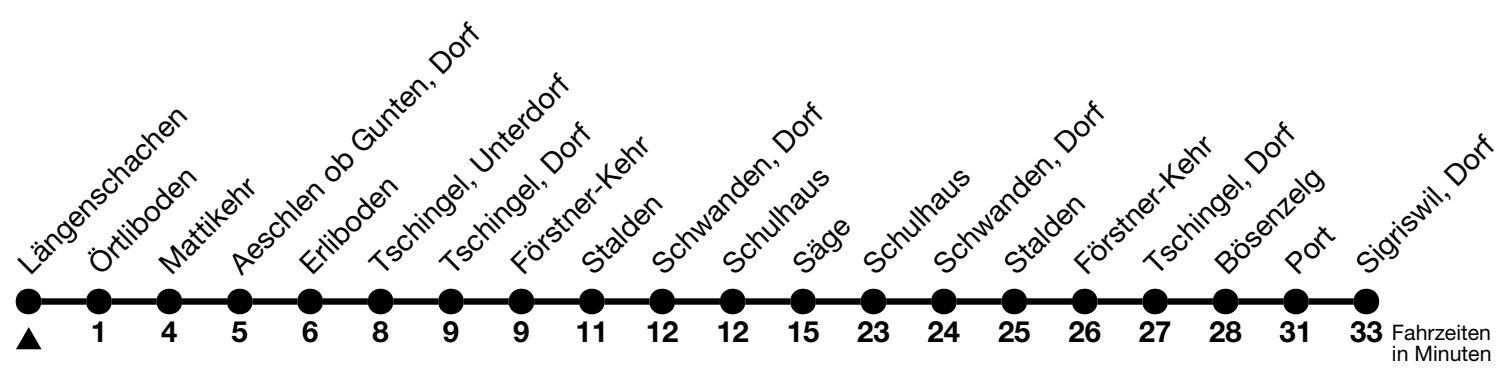 Längenschachen
Örtliboden
Mattikehr
Aeschlen ob Gunten, Dorf
Erliboden
Tschingel, Unterdorf
Tschingel, Dorf
Förstner-Kehr
Stalden
Schwanden, Dorf
Schulhaus
Säge
Schulhaus
Schwanden, Dorf
Stalden
Förstner-Kehr
Tschingel, Dorf
Bösenzelg
Port
Sigriswil, Dorf
1 4 5 6 8 9 9 11 12 12 15 23 24 25 26 27 28 31 33
Fahrzeiten
in Minuten